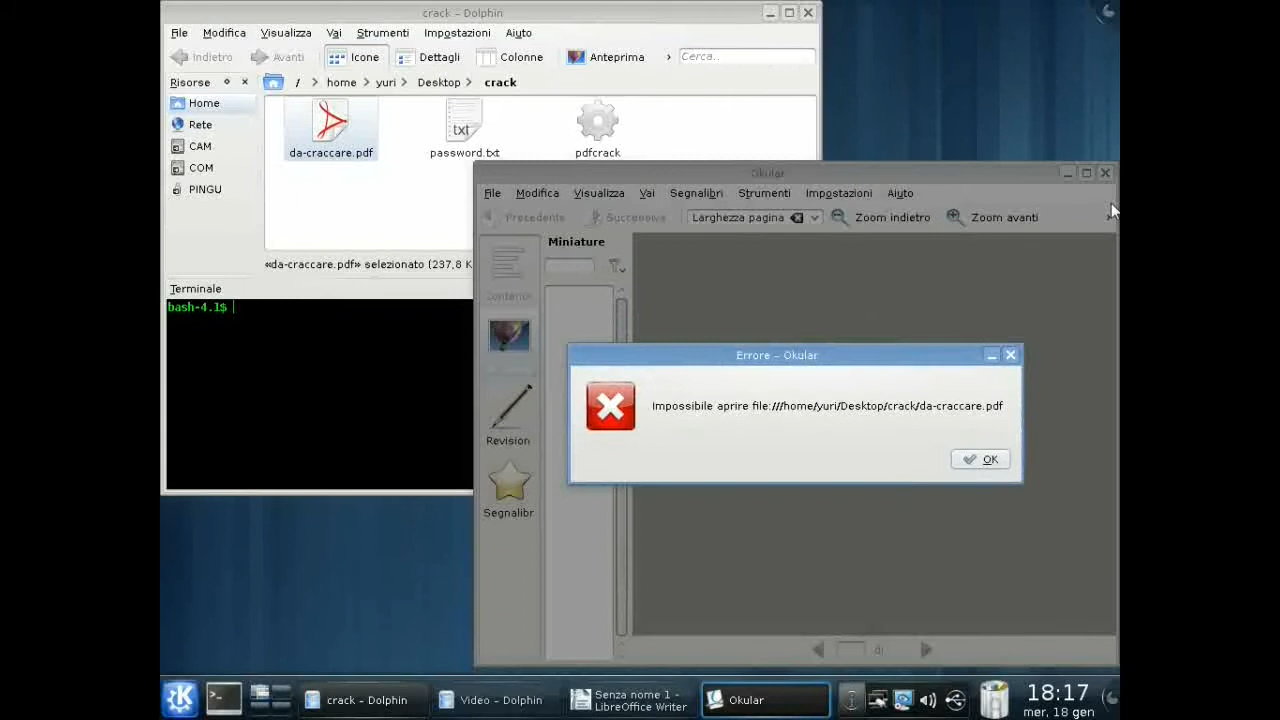 crack – Dolphin
File Modifica Visualizza Vai Strumenti Impostazioni Aiuto
Indietro Avanti Icone Dettagli Colonne Anteprima Cerca..
Risorse / home yuri Desktop crack
Home
Rete
CAM
COM
PINGU
da-craccare.pdf password.txt pdfcrack
txt
«da-craccare.pdf» selezionato (237,8 K
Terminale
bash-4.1$
Okular
File Modifica Visualizza Vai Segnalibri Strumenti Impostazioni Aiuto
Precedente Successivo Larghezza pagina Zoom indietro Zoom avanti
Miniature
Contenu
Revision
Segnalibr
Errore – Okular
Impossibile aprire file:///home/yuri/Desktop/crack/da-craccare.pdf
OK
di
crack – Dolphin
Video – Dolphin
Senza nome 1 -
LibreOffice Writer
Okular
18:17
mer, 18 gen